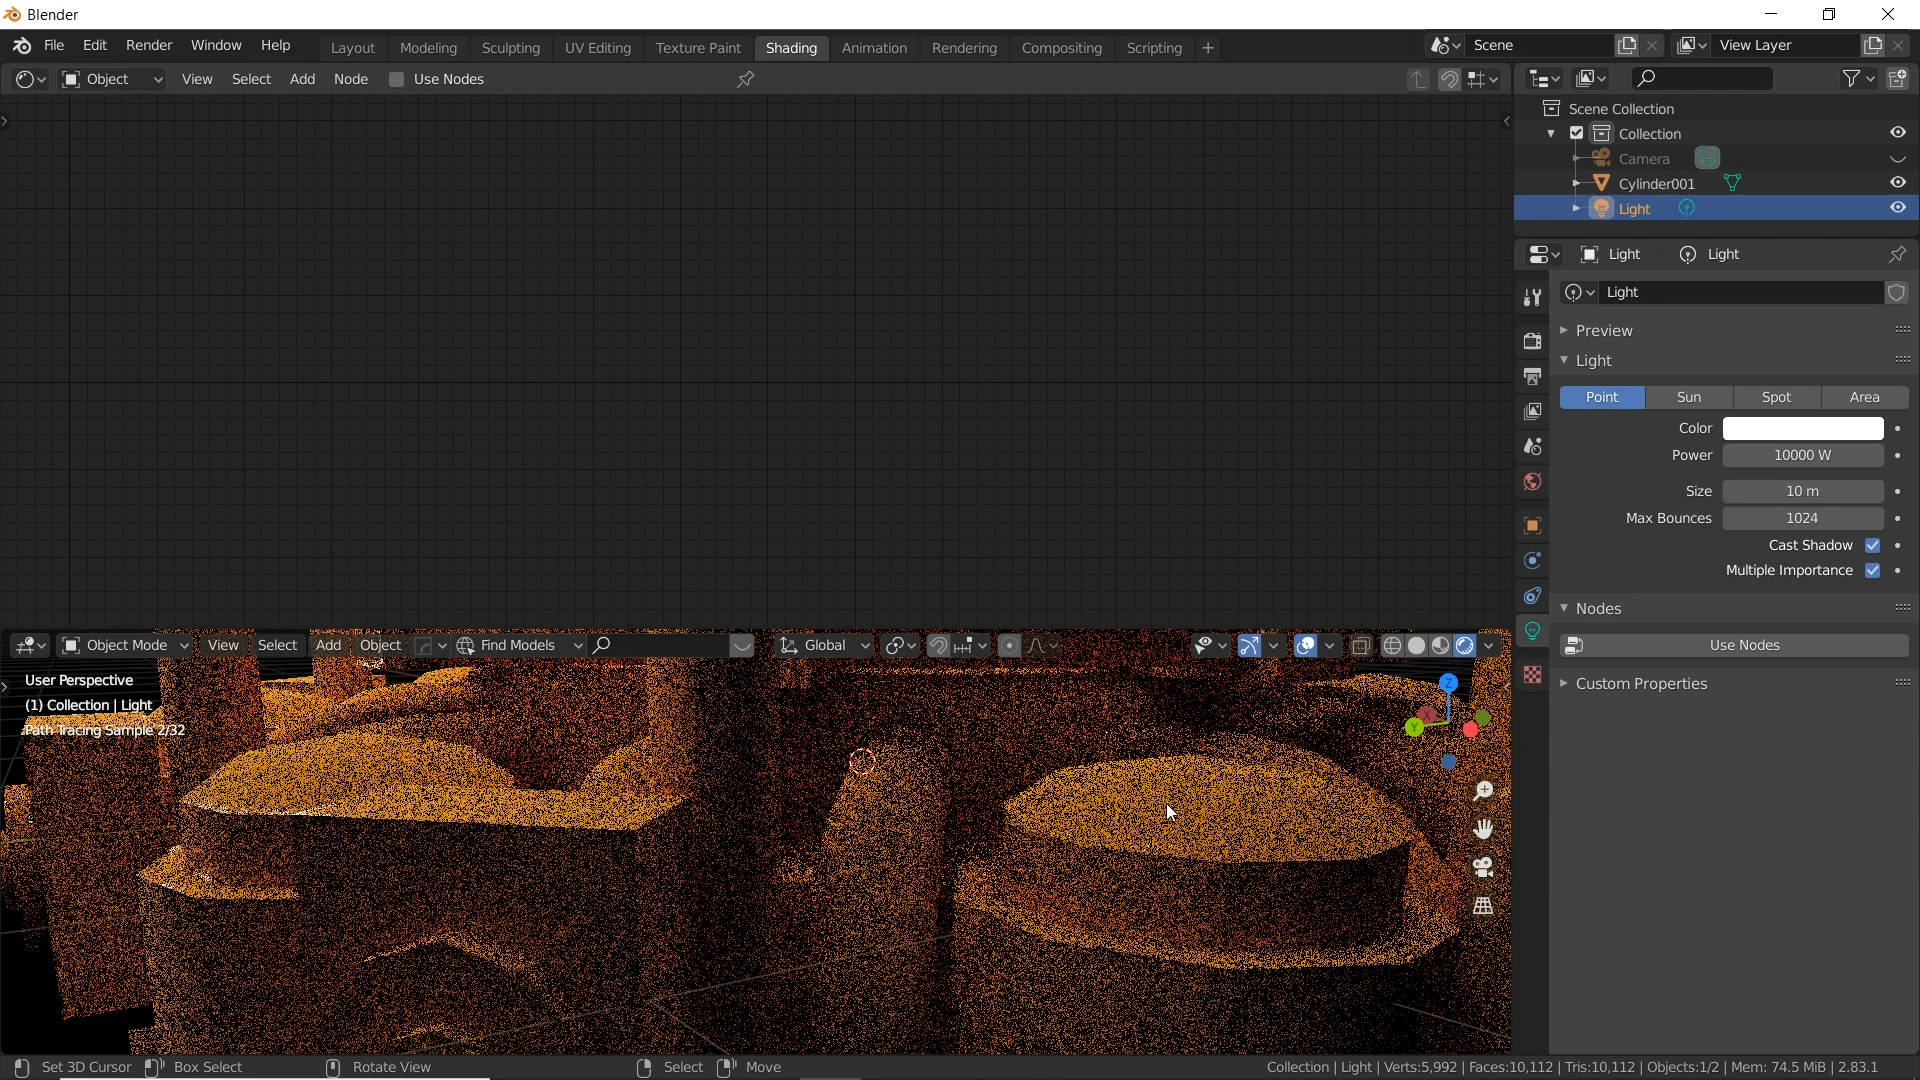 Blender
File Edit Render Window Help Layout Modeling Sculpting UV Editing Texture Paint Shading Animation Rendering Compositing Scripting + Scene View Layer
Object View Select Add Node Use Nodes
Scene Collection
Collection
Camera
Cylinder001
Light
Light Light
Light
Preview
Light
Point Sun Spot Area
Color
Power 10000 W
Size 10 m
Max Bounces 1024
Cast Shadow
Multiple Importance
Nodes
Use Nodes
Custom Properties
Object Mode View Select Add Object Find Models Global
User Perspective
(1) Collection | Light
Path Tracing Sample 2/32
Z
Y
Set 3D Cursor Box Select Rotate View Select Move Collection | Light | Verts:5,992 | Faces:10,112 | Tris:10,112 | Objects:1/2 | Mem: 74.5 MiB | 2.83.1